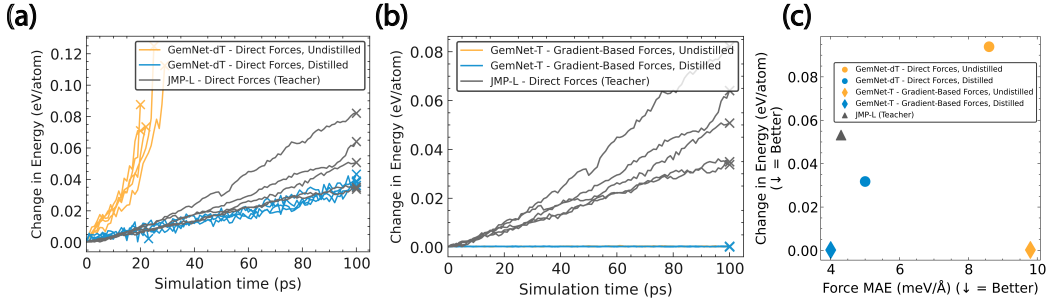 (a)
Change in Energy (eV/atom)
0.12
0.10
0.08
0.06
0.04
0.02
0.00
GemNet-dT - Direct Forces, Undistilled
GemNet-dT - Direct Forces, Distilled
JMP-L - Direct Forces (Teacher)
0 20 40 60 80 100
Simulation time (ps)
(b)
Change in Energy (eV/atom)
0.08
0.06
0.04
0.02
0.00
GemNet-T - Gradient-Based Forces, Undistilled
GemNet-T - Gradient-Based Forces, Distilled
JMP-L - Direct Forces (Teacher)
0 20 40 60 80 100
Simulation time (ps)
(c)
Change in Energy (eV/atom)
(↓ = Better)
0.08
0.06
0.04
0.02
0.00
GemNet-dT - Direct Forces, Undistilled
GemNet-dT - Direct Forces, Distilled
GemNet-T - Gradient-Based Forces, Undistilled
GemNet-T - Gradient-Based Forces, Distilled
JMP-L (Teacher)
4 6 8 10
Force MAE (meV/Å) (↓ = Better)